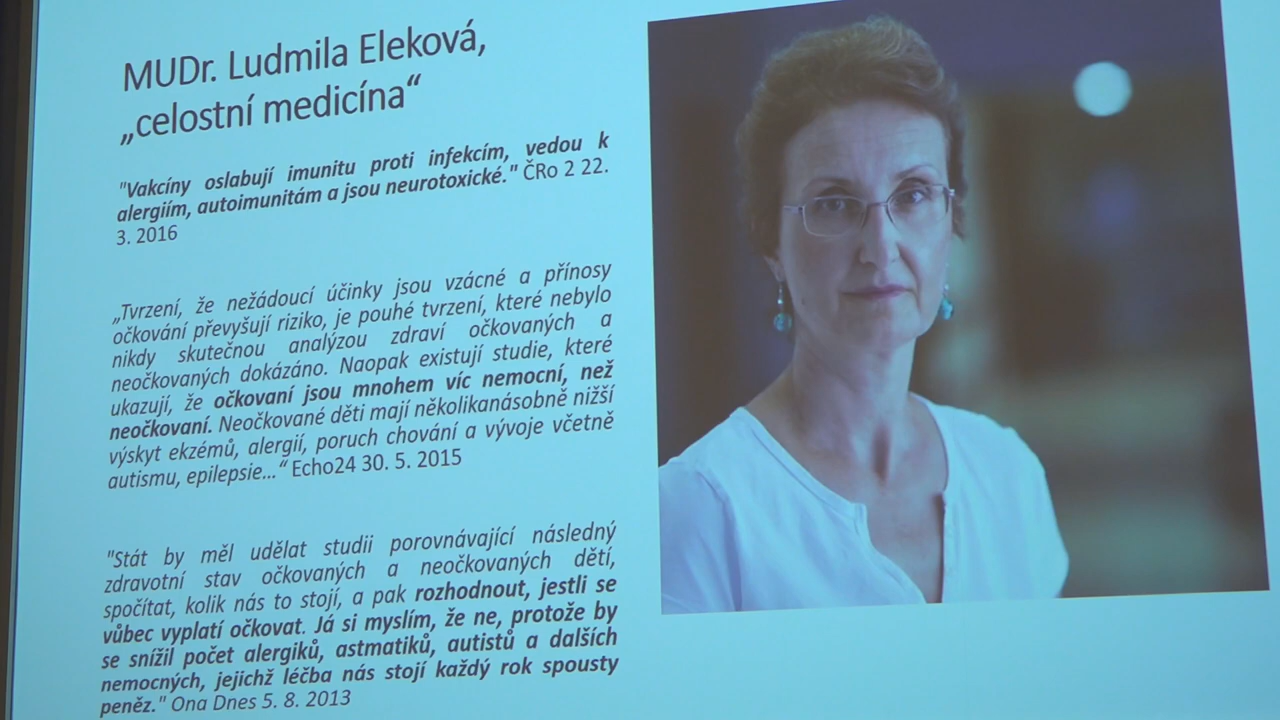 MUDr. Ludmila Eleková,
„celostní medicína“
"Vakcíny oslabují imunitu proti infekcím, vedou k
alergiím, autoimunitám a jsou neurotoxické." ČRo 2 22.
3. 2016
„Tvrzení, že nežádoucí účinky jsou vzácné a přínosy
očkování převyšují riziko, je pouhé tvrzení, které nebylo
nikdy skutečnou analýzou zdraví očkovaných a
neočkovaných dokázáno. Naopak existují studie, které
ukazují, že očkovaní jsou mnohem víc nemocní, než
neočkovaní. Neočkované děti mají několikanásobně nižší
výskyt ekzémů, alergií, poruch chování a vývoje včetně
autismu, epilepsie…“ Echo24 30. 5. 2015
"Stát by měl udělat studii porovnávající následný
zdravotní stav očkovaných a neočkovaných dětí,
spočítat, kolik nás to stojí, a pak rozhodnout, jestli se
vůbec vyplatí očkovat. Já si myslím, že ne, protože by
se snížil počet alergiků, astmatiků, autistů a dalších
nemocných, jejichž léčba nás stojí každý rok spousty
peněz." Ona Dnes 5. 8. 2013